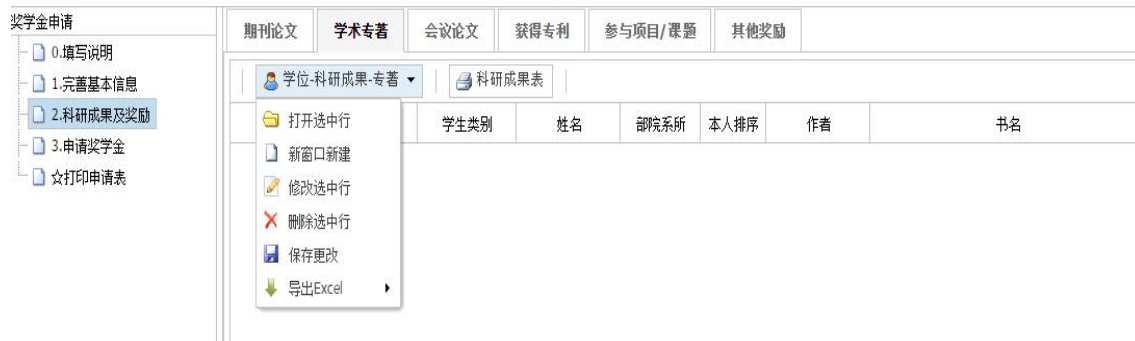 奖学金申请
0.填写说明
1.完善基本信息
2.科研成果及奖励
3.申请奖学金
☆打印申请表
期刊论文 学术专著 会议论文 获得专利 参与项目/课题 其他奖励
学位-科研成果-专著 科研成果表
学生类别 姓名 部院系所 本人排序 作者 书名
打开选中行
新窗口新建
修改选中行
删除选中行
保存更改
导出Excel